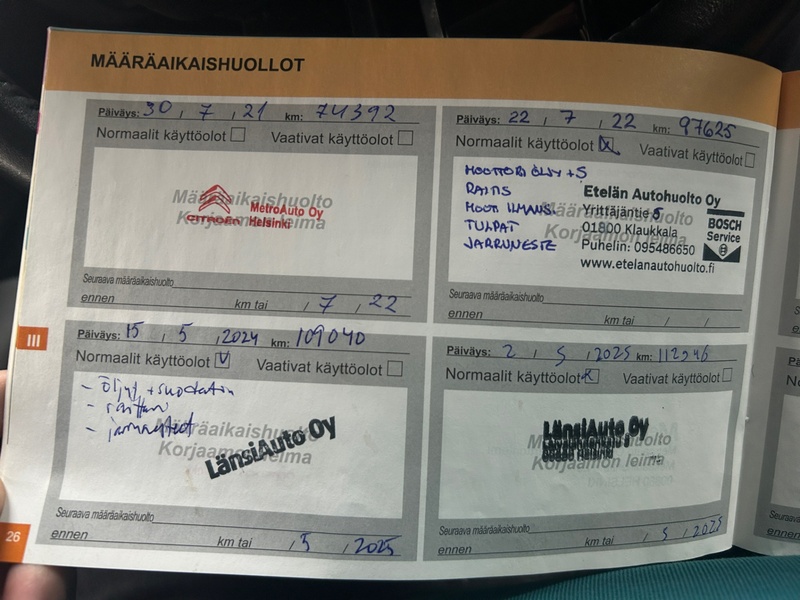 MÄÄRÄAIKAISHUOLLOT
Päiväys: 30 / 7 / 21 km: 74392
Normaalit käyttöolot Vaativat käyttöolot
Määräaikaishuolto
Korjaamon leima
CITROËN
MetroAuto Oy
Helsinki
Seuraava määräaikaishuolto
ennen km tai / 7 / 22
Päiväys: 22 / 7 / 22 km: 97625
Normaalit käyttöolot Vaativat käyttöolot
MOOTTORI ÖLJY + S
RAITIS
MOOT ILMANS.
TULPAT
JARRUNESTE
Määräaikaishuolto
Korjaamon leima
Etelän Autohuolto Oy
Yrittäjäntie 5
01800 Klaukkala
Puhelin: 095486650
www.etelanautohuolto.fi
BOSCH
Service
Seuraava määräaikaishuolto
ennen km tai / /
III
Päiväys: 15 / 5 / 2024 km: 109040
Normaalit käyttöolot V Vaativat käyttöolot
- Öljyt + suodatin
- raitis
- jarrunesteet
Määräaikaishuolto
Korjaamon leima
LänsiAuto Oy
Seuraava määräaikaishuolto
ennen km tai / 5 / 2025
Päiväys: 2 / 5 / 2025 km:
Normaalit käyttöolot Vaativat käyttöolot
Määräaikaishuolto
Korjaamon leima
LänsiAuto Oy
Helsinki
Seuraava määräaikaishuolto
ennen km tai / 5 / 2025
26